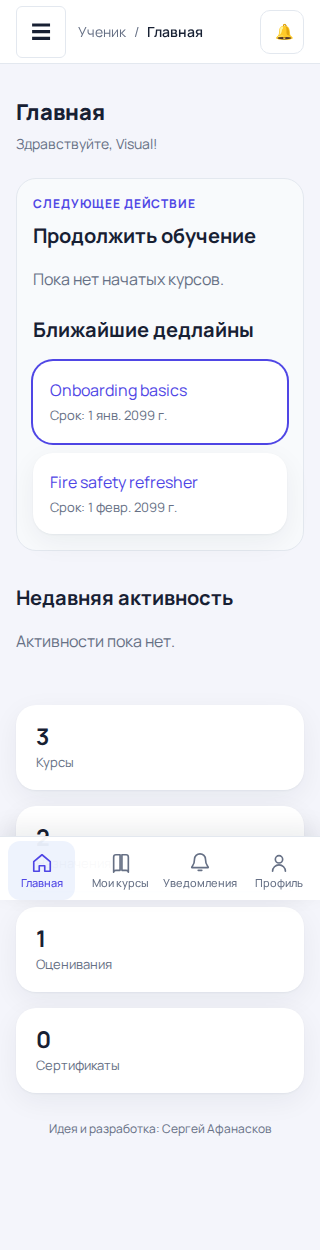 Ученик / Главная
Главная
Здравствуйте, Visual!
СЛЕДУЮЩЕЕ ДЕЙСТВИЕ
Продолжить обучение
Пока нет начатых курсов.
Ближайшие дедлайны
Onboarding basics
Срок: 1 янв. 2099 г.
Fire safety refresher
Срок: 1 февр. 2099 г.
Недавняя активность
Активности пока нет.
3
Курсы
2
Главная
Мои курсы
Уведомления
Профиль
1
Оценивания
0
Сертификаты
Идея и разработка: Сергей Афанасков